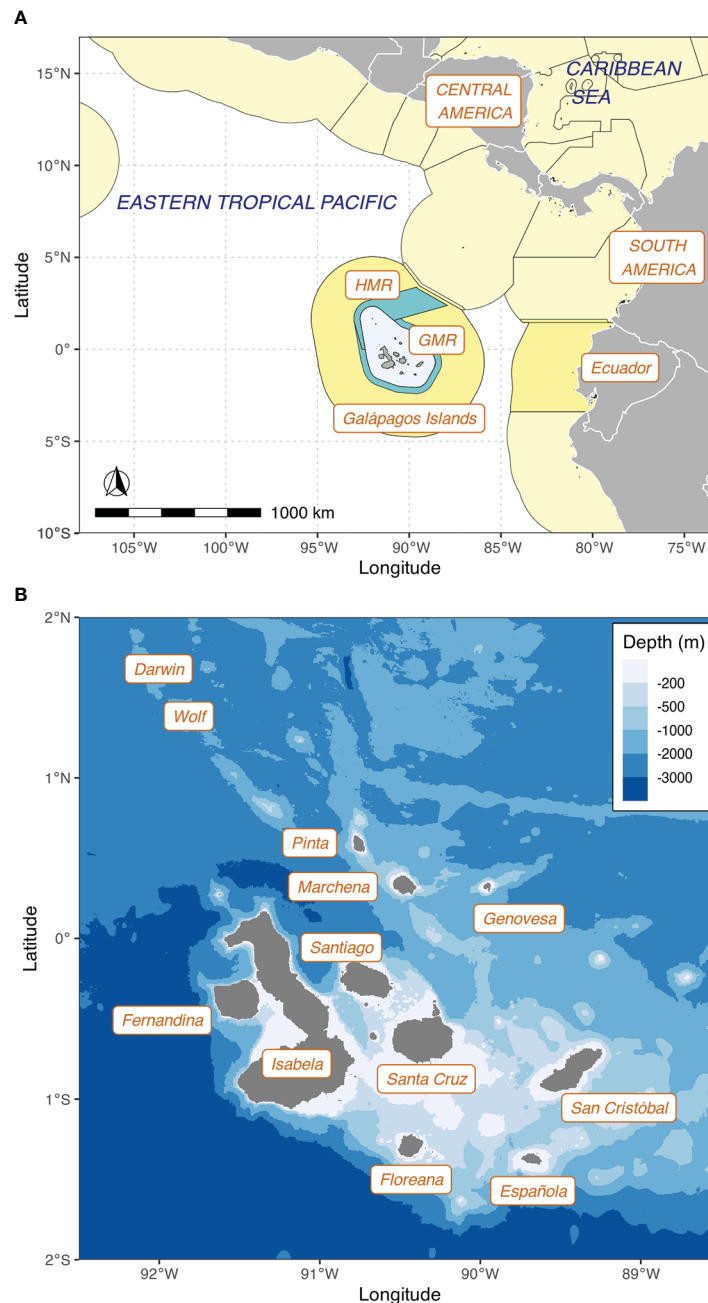 A
15°N
10°N
5°N
0°
5°S
10°S
Latitude
CARIBBEAN
SEA
CENTRAL
AMERICA
EASTERN TROPICAL PACIFIC
SOUTH
AMERICA
HMR
GMR
Ecuador
Galápagos Islands
1000 km
105°W 100°W 95°W 90°W 85°W 80°W 75°W
Longitude
B
2°N
1°N
0°
1°S
2°S
Latitude
Depth (m)
-200
-500
-1000
-2000
-3000
Darwin
Wolf
Pinta
Marchena
Genovesa
Santiago
Fernandina
Isabela
Santa Cruz
San Cristóbal
Floreana
Española
92°W 91°W 90°W 89°W
Longitude